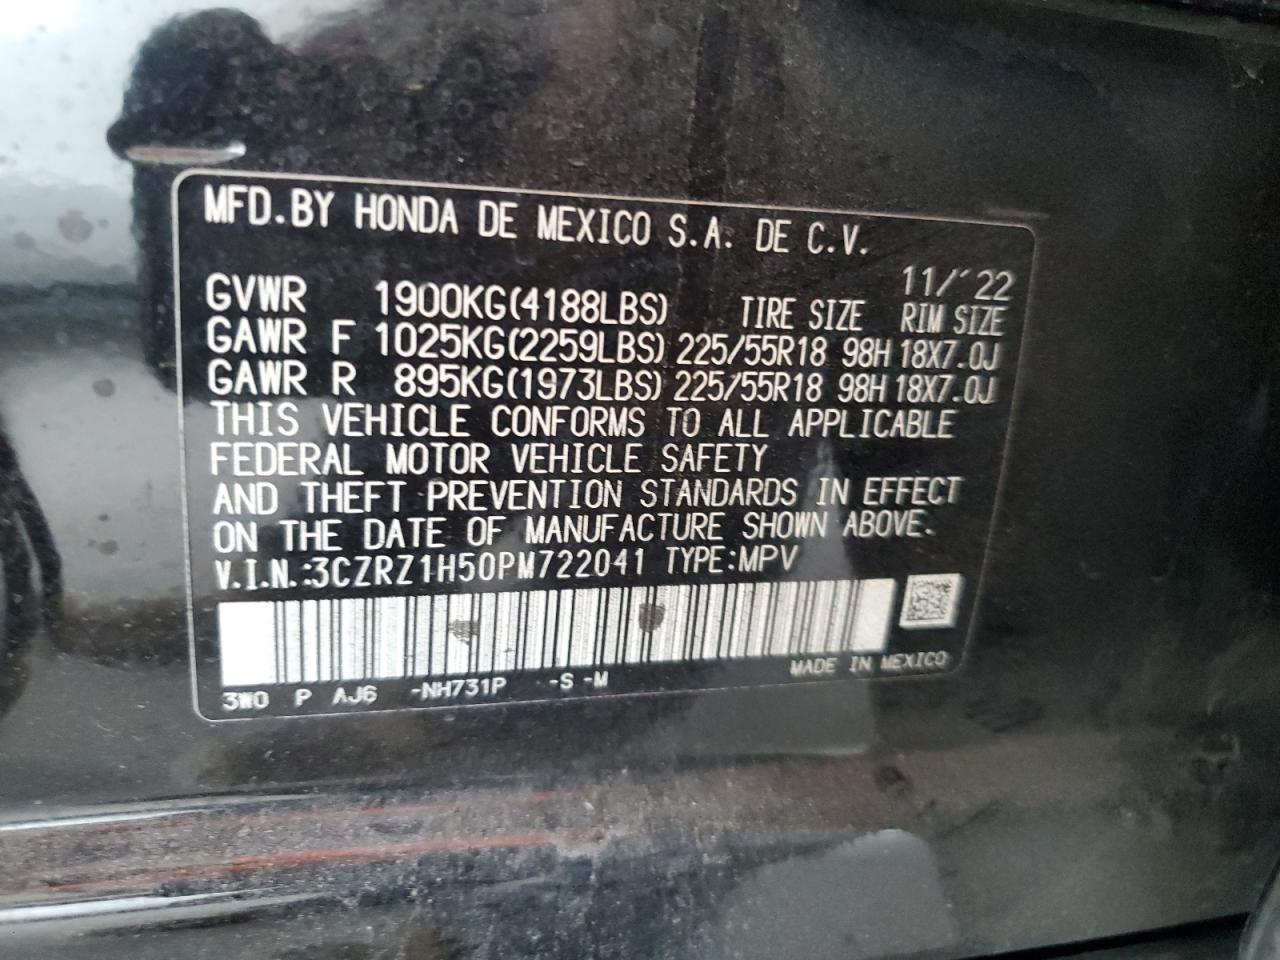 MFD.BY HONDA DE MEXICO S.A. DE C.V.
11/'22
GVWR 1900KG(4188LBS) TIRE SIZE RIM SIZE
GAWR F 1025KG(2259LBS) 225/55R18 98H 18X7.0J
GAWR R 895KG(1973LBS) 225/55R18 98H 18X7.0J
THIS VEHICLE CONFORMS TO ALL APPLICABLE
FEDERAL MOTOR VEHICLE SAFETY
AND THEFT PREVENTION STANDARDS IN EFFECT
ON THE DATE OF MANUFACTURE SHOWN ABOVE.
V.I.N.:3CZRZ1H50PM722041 TYPE:MPV
MADE IN MEXICO
3W0 P AJ6 -NH731P -S -M